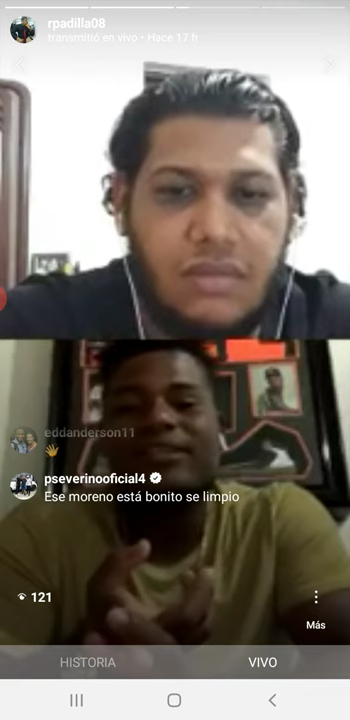 rpadilla08
transmitió en vivo • Hace 17 h
eddanderson11
👋
pseverinooficial4
Ese moreno está bonito se limpio
121
Más
HISTORIA
VIVO